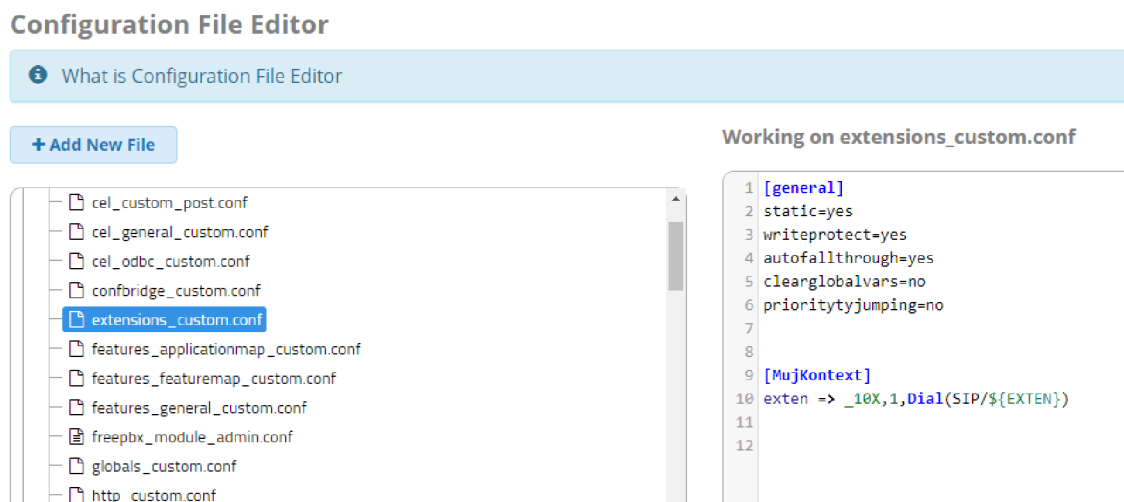 Configuration File Editor
What is Configuration File Editor
+ Add New File
cel_custom_post.conf
cel_general_custom.conf
cel_odbc_custom.conf
confbridge_custom.conf
extensions_custom.conf
features_applicationmap_custom.conf
features_featuremap_custom.conf
features_general_custom.conf
freepbx_module_admin.conf
globals_custom.conf
http_custom.conf
Working on extensions_custom.conf
1 [general]
2 static=yes
3 writeprotect=yes
4 autofallthrough=yes
5 clearglobalvars=no
6 prioritytyjumping=no
7
8
9 [MujKontext]
10 exten => _10X,1,Dial(SIP/${EXTEN})
11
12